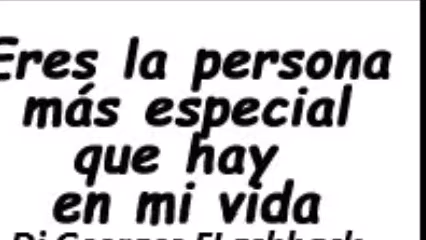 Eres la persona
más especial
que hay
en mi vida